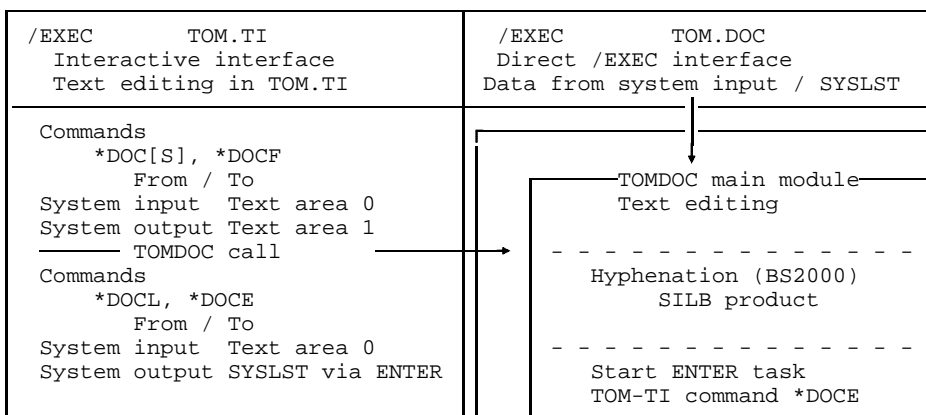 /EXEC TOM.TI
Interactive interface
Text editing in TOM.TI
/EXEC TOM.DOC
Direct /EXEC interface
Data from system input / SYSLST
Commands
*DOC[S], *DOCF
From / To
System input Text area 0
System output Text area 1
TOMDOC call
Commands
*DOCL, *DOCE
From / To
System input Text area 0
System output SYSLST via ENTER
TOMDOC main module
Text editing
Hyphenation (BS2000)
SILB product
Start ENTER task
TOM-TI command *DOCE